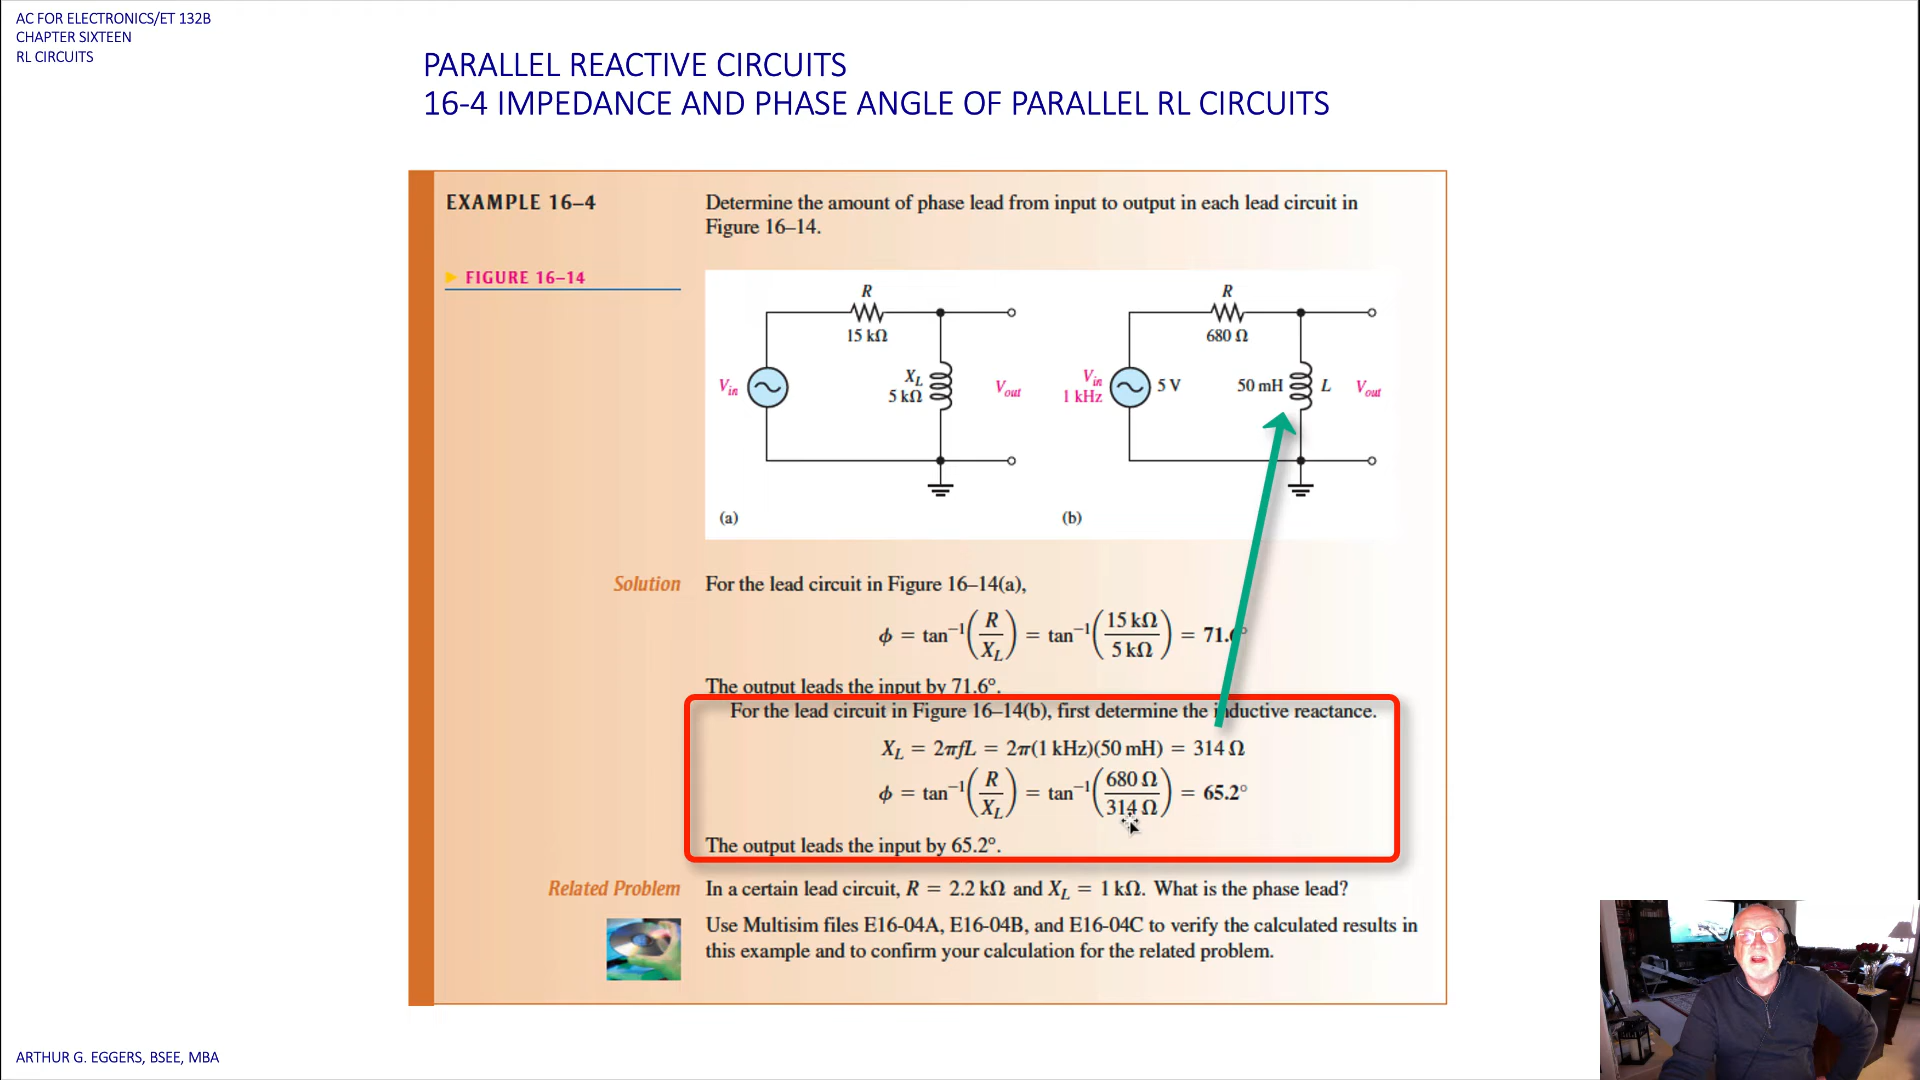 AC FOR ELECTRONICS/ET 132B
CHAPTER SIXTEEN
RL CIRCUITS
PARALLEL REACTIVE CIRCUITS
16-4 IMPEDANCE AND PHASE ANGLE OF PARALLEL RL CIRCUITS
EXAMPLE 16–4
Determine the amount of phase lead from input to output in each lead circuit in
Figure 16–14.
▶ FIGURE 16–14
R
15 kΩ
X_L
5 kΩ
V_in
V_out
(a)
R
680 Ω
V_in
1 kHz
5 V
50 mH
L
V_out
(b)
Solution
For the lead circuit in Figure 16–14(a),
ϕ = tan⁻¹(R/X_L) = tan⁻¹(15 kΩ/5 kΩ) = 71.6°
The output leads the input by 71.6°.
For the lead circuit in Figure 16–14(b), first determine the inductive reactance.
X_L = 2πfL = 2π(1 kHz)(50 mH) = 314 Ω
ϕ = tan⁻¹(R/X_L) = tan⁻¹(680 Ω/314 Ω) = 65.2°
The output leads the input by 65.2°.
Related Problem
In a certain lead circuit, R = 2.2 kΩ and X_L = 1 kΩ. What is the phase lead?
Use Multisim files E16-04A, E16-04B, and E16-04C to verify the calculated results in
this example and to confirm your calculation for the related problem.
ARTHUR G. EGGERS, BSEE, MBA